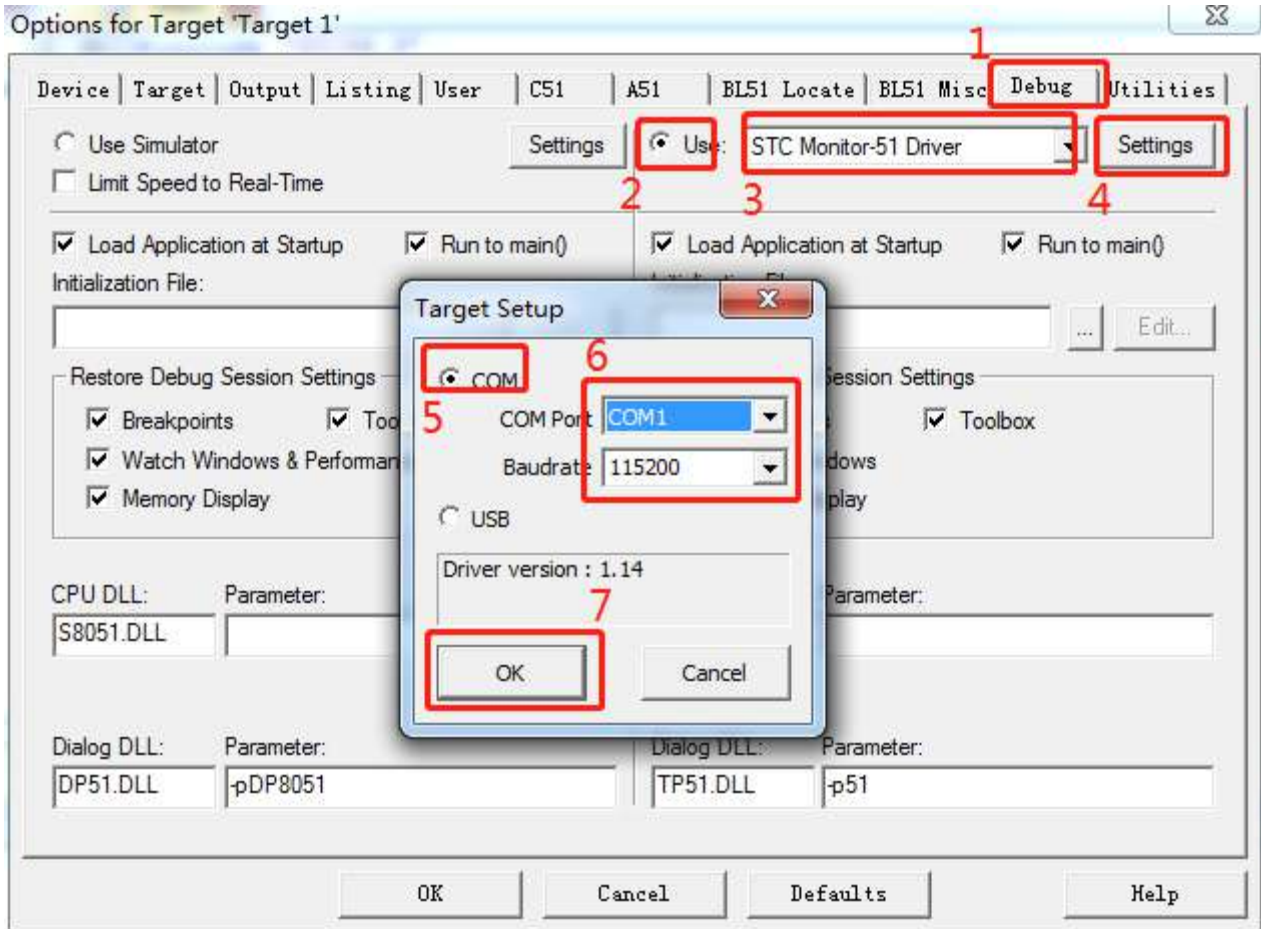 Options for Target 'Target 1'
1
Device Target Output Listing User C51 A51 BL51 Locate BL51 Misc Debug Utilities
Use Simulator Settings Use: STC Monitor-51 Driver Settings
Limit Speed to Real-Time
2 3 4
Load Application at Startup Run to main() Load Application at Startup Run to main()
Initialization File:
... Edit...
Target Setup
5 COM
6
COM Port COM1
Baudrate 115200
USB
Driver version : 1.14
7
OK Cancel
Restore Debug Session Settings Session Settings
Breakpoints Toolbox
Watch Windows & Performan
Memory Display
CPU DLL: Parameter: Parameter:
S8051.DLL
Dialog DLL: Parameter: Dialog DLL: Parameter:
DP51.DLL -pDP8051 TP51.DLL -p51
OK Cancel Defaults Help